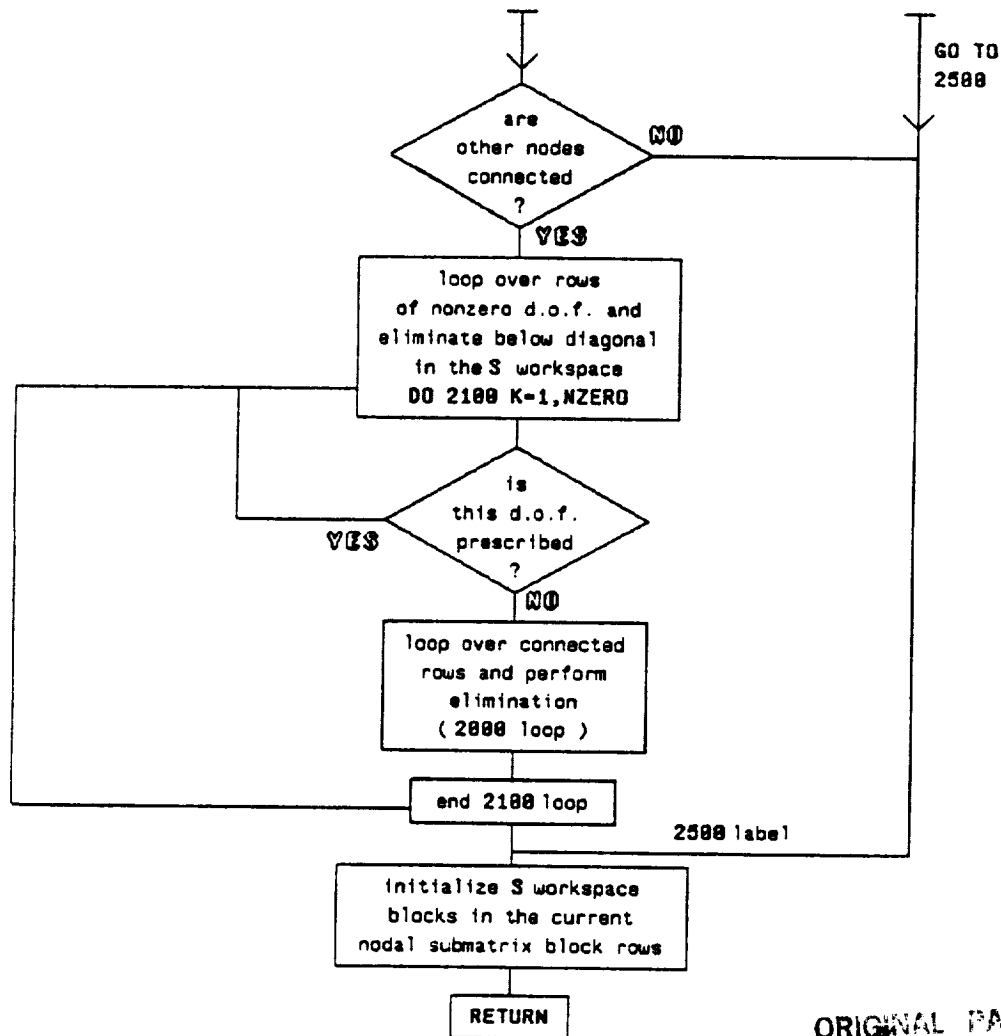 GO TO
2500
are
other nodes
connected
?
NO
YES
loop over rows
of nonzero d.o.f. and
eliminate below diagonal
in the S workspace
DO 2100 K=1,NZERO
is
this d.o.f.
prescribed
?
YES
NO
loop over connected
rows and perform
elimination
( 2000 loop )
end 2100 loop
2500 label
initialize S workspace
blocks in the current
nodal submatrix block rows
RETURN
ORIGINAL